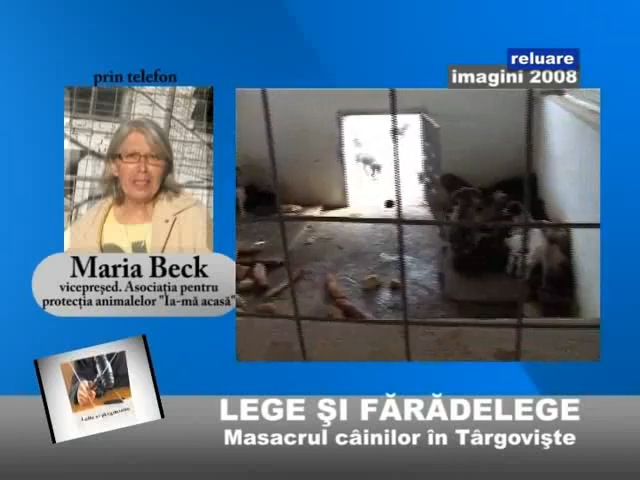 reluare
imagini 2008
prin telefon
Maria Beck
vicepreşed. Asociaţia pentru
protecţia animalelor "Ia-mă acasă"
LEGE ŞI FĂRĂDELEGE
Masacrul câinilor în Târgovişte